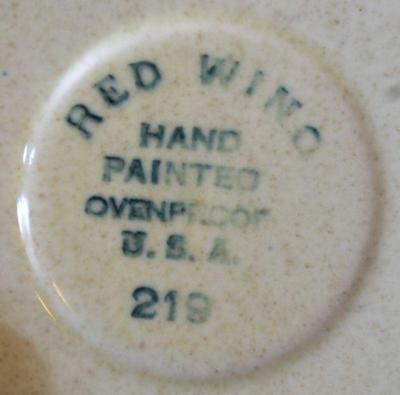 RED WING
HAND
PAINTED
OVENPROOF
U. S. A.
219